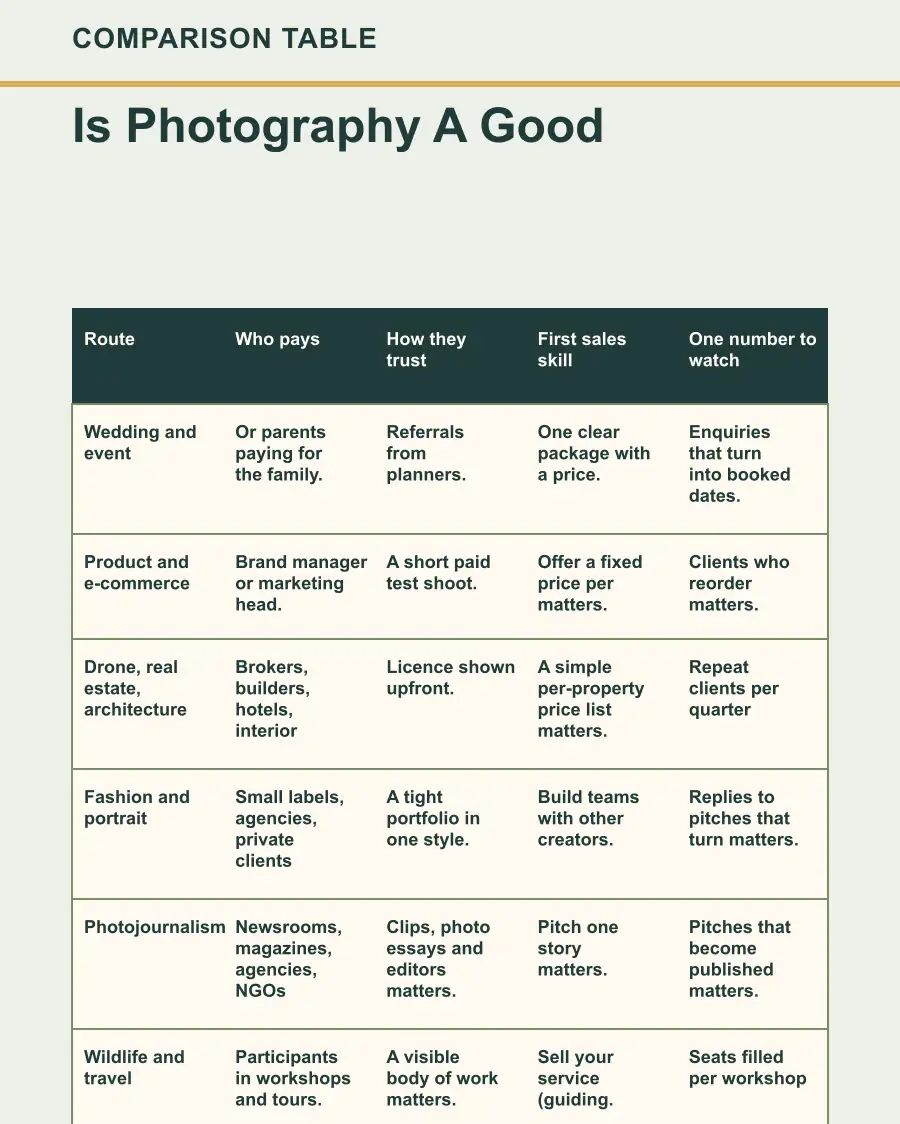 COMPARISON TABLE
Is Photography A Good
Route
Who pays
How they
trust
First sales
skill
One number to
watch
Wedding and
event
Or parents
paying for
the family.
Referrals
from
planners.
One clear
package with
a price.
Enquiries
that turn
into booked
dates.
Product and
e-commerce
Brand manager
or marketing
head.
A short paid
test shoot.
Offer a fixed
price per
matters.
Clients who
reorder
matters.
Drone, real
estate,
architecture
Brokers,
builders,
hotels,
interior
Licence shown
upfront.
A simple
per-property
price list
matters.
Repeat
clients per
quarter
Fashion and
portrait
Small labels,
agencies,
private
clients
A tight
portfolio in
one style.
Build teams
with other
creators.
Replies to
pitches that
turn matters.
Photojournalism
Newsrooms,
magazines,
agencies,
NGOs
Clips, photo
essays and
editors
matters.
Pitch one
story
matters.
Pitches that
become
published
matters.
Wildlife and
travel
Participants
in workshops
and tours.
A visible
body of work
matters.
Sell your
service
(guiding.
Seats filled
per workshop